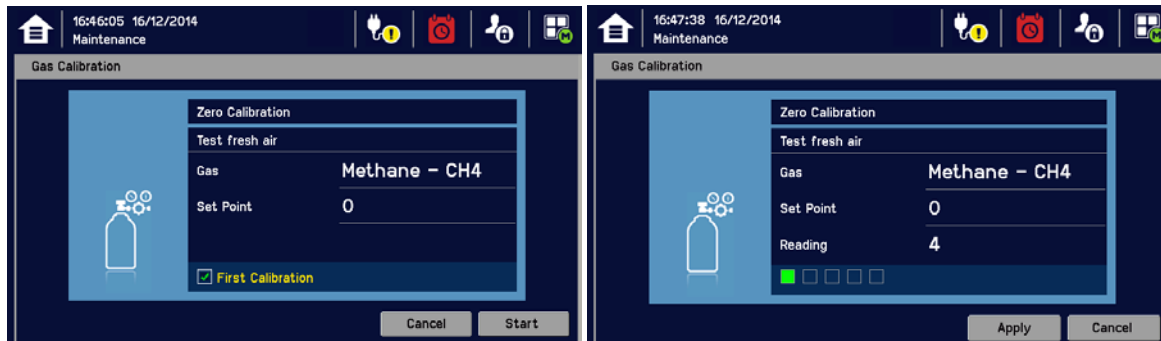 16:46:05 16/12/2014
Maintenance
Gas Calibration
Zero Calibration
Test fresh air
Gas Methane - CH4
Set Point 0
First Calibration
Cancel Start
16:47:38 16/12/2014
Maintenance
M
Gas Calibration
Zero Calibration
Test fresh air
Gas Methane - CH4
Set Point 0
Reading 4
Apply Cancel